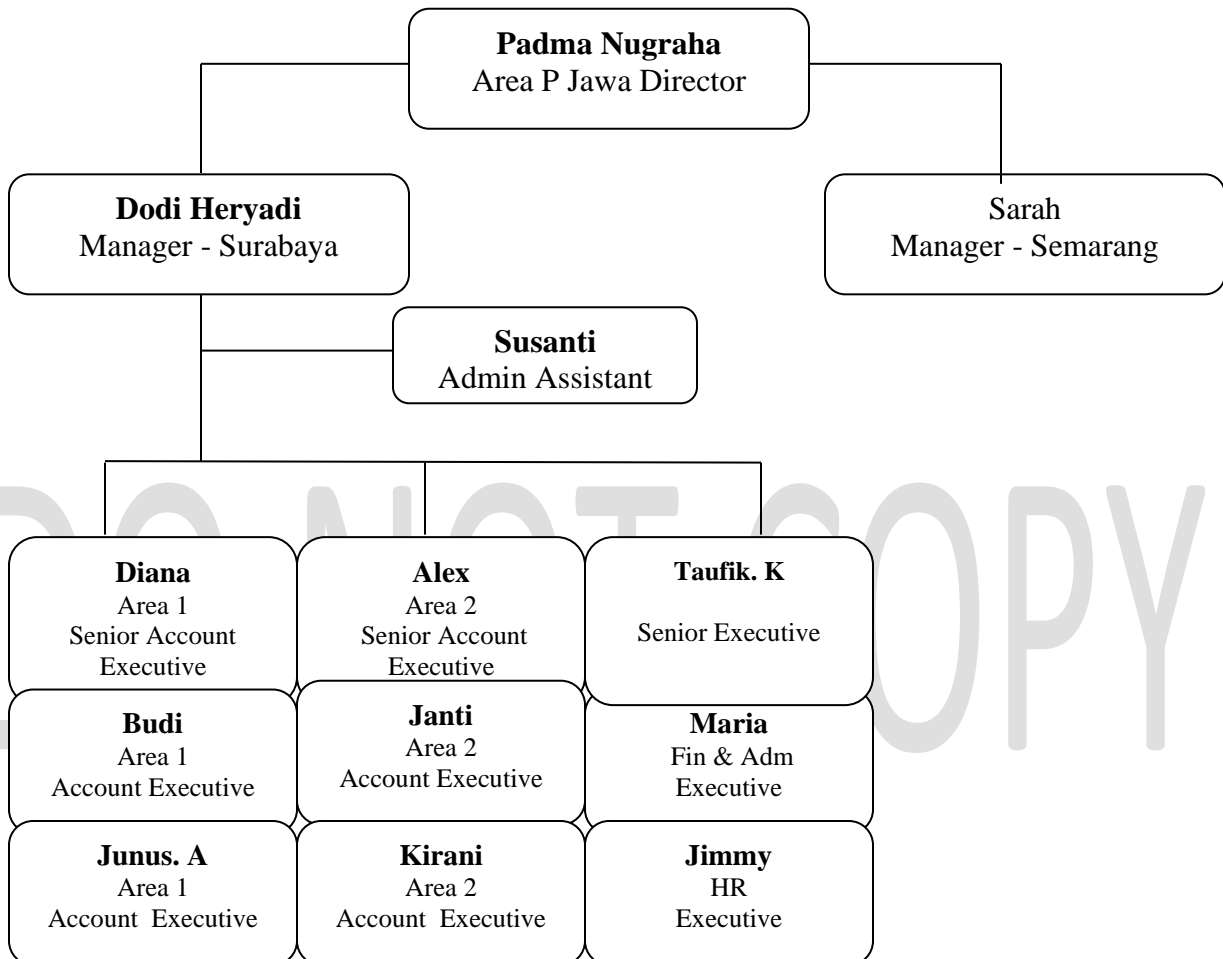 Padma Nugraha
Area P Jawa Director
Dodi Heryadi
Manager - Surabaya
Sarah
Manager - Semarang
Susanti
Admin Assistant
DO NOT COPY
Diana
Area 1
Senior Account
Executive
Alex
Area 2
Senior Account
Executive
Taufik. K
Senior Executive
Budi
Area 1
Account Executive
Janti
Area 2
Account Executive
Maria
Fin & Adm
Executive
Junus. A
Area 1
Account Executive
Kirani
Area 2
Account Executive
Jimmy
HR
Executive